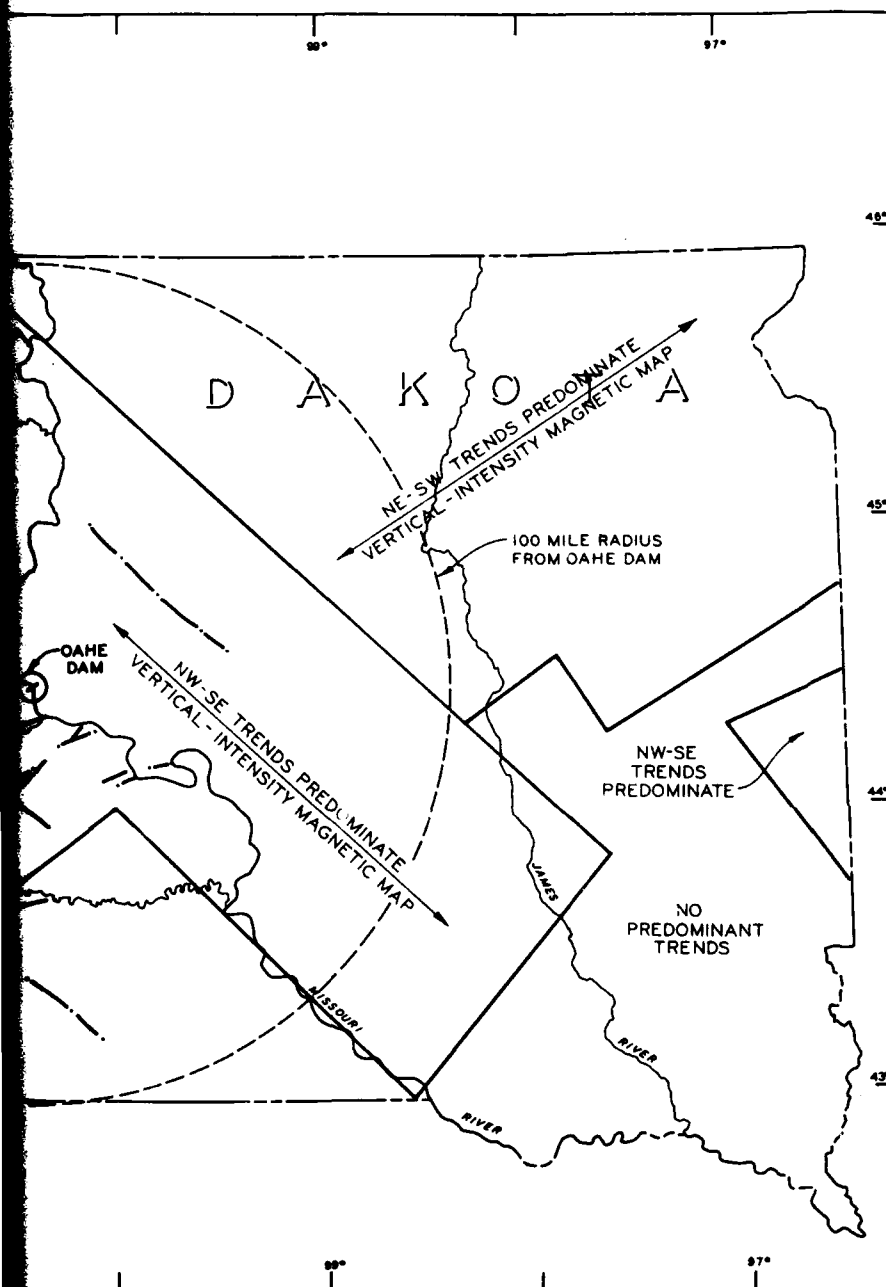 99°
97°
46°
D A K O T A
NE-SW TRENDS PREDOMINATE
VERTICAL-INTENSITY MAGNETIC MAP
45°
100 MILE RADIUS
FROM OAHE DAM
OAHE
DAM
NW-SE TRENDS PREDOMINATE
VERTICAL-INTENSITY MAGNETIC MAP
NW-SE
TRENDS
PREDOMINATE
44°
JAMES
NO
PREDOMINANT
TRENDS
MISSOURI
RIVER
43°
RIVER
99°
97°